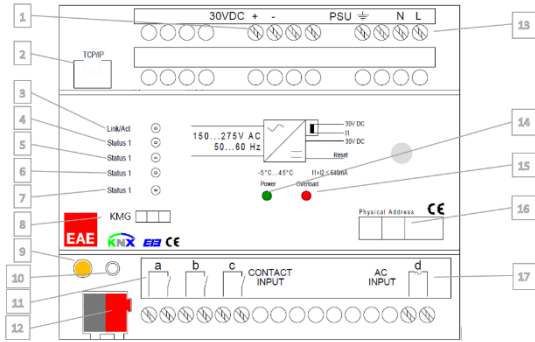 1
30VDC + - PSU N L
13
2
TCP/IP
3
Link/Act
4
Status 1
5
Status 1
6
Status 1
7
Status 1
150...275V AC
50...60 Hz
30V DC
I1
30V DC
Reset
-5°C...45°C
I1+I2 ≤ 640mA
14
Power
Overload
15
8
KMG
Physical Address CE
16
EAE KNX CE
9
10
11
a b c CONTACT INPUT
AC INPUT d
17
12